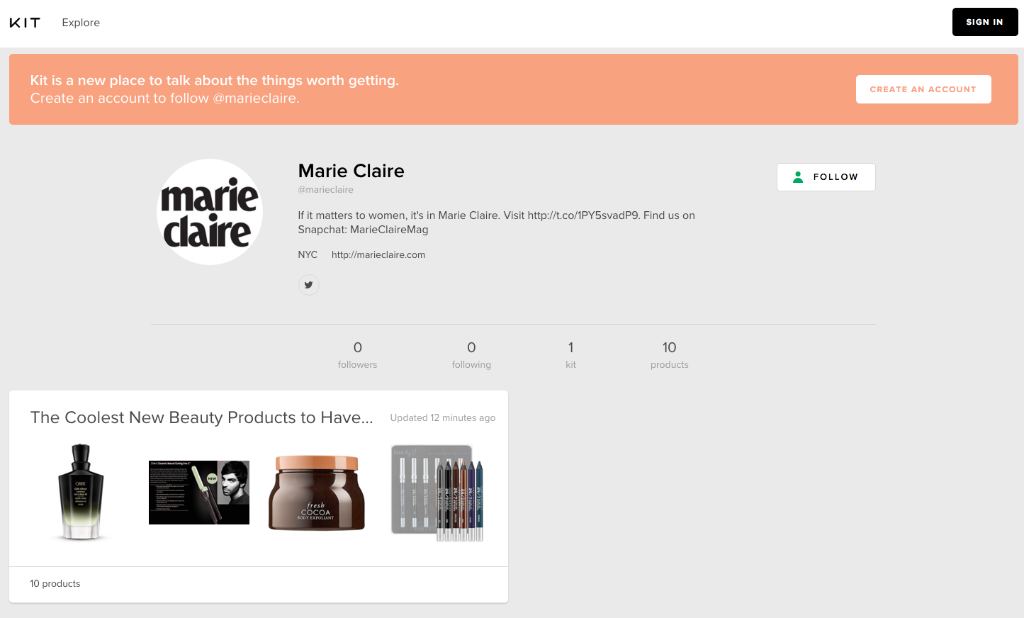 KIT
Explore
SIGN IN
Kit is a new place to talk about the things worth getting.
Create an account to follow @marieclaire.
CREATE AN ACCOUNT
marie
claire
Marie Claire
@marieclaire
FOLLOW
If it matters to women, it's in Marie Claire. Visit http://t.co/1PY5svadP9. Find us on
Snapchat: MarieClaireMag
NYC http://marieclaire.com
0 0 1 10
followers following kit products
The Coolest New Beauty Products to Have...
Updated 12 minutes ago
NEW
fresh
COCOA
BODY EXFOLIANT
10 products